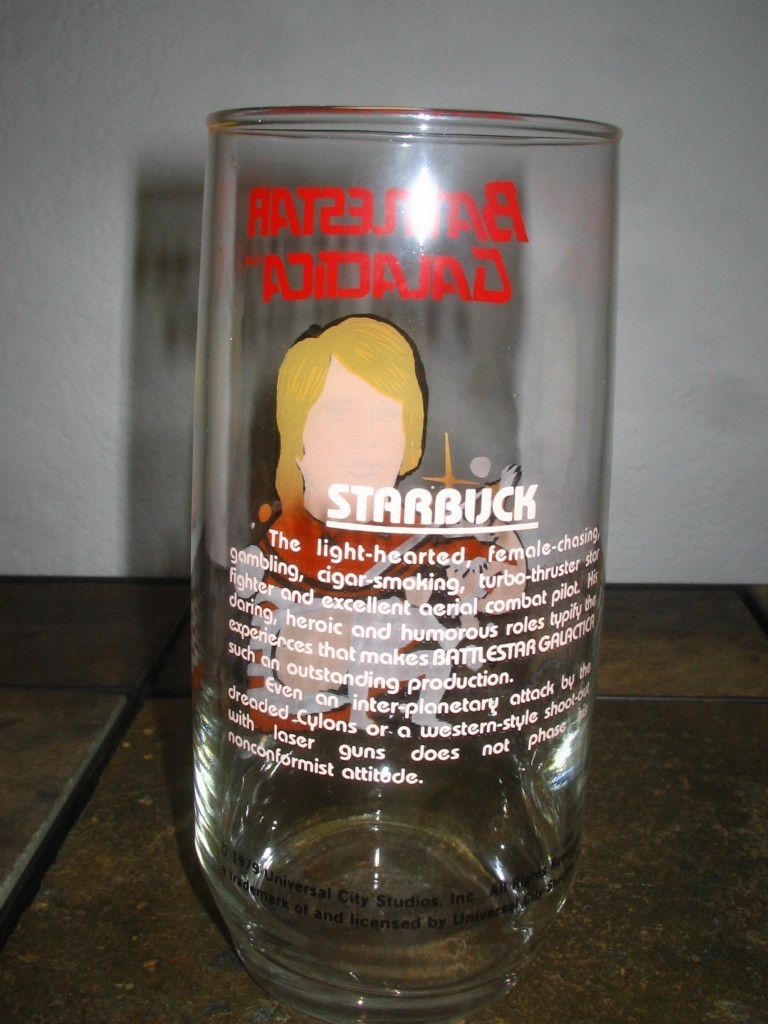 BATTLESTAR
GALACTICA
STARBUCK
The light-hearted, female-chasing,
gambling, cigar-smoking, turbo-thruster star
fighter and excellent aerial combat pilot. His
daring, heroic and humorous roles typify the
experiences that makes BATTLESTAR GALACTICA
such an outstanding production.
Even an inter-planetary attack by the
dreaded Cylons or a western-style shoot-out
with laser guns does not phase his
nonconformist attitude.
© 1979 Universal City Studios, Inc. All Rights
trademark of and licensed by Universal City